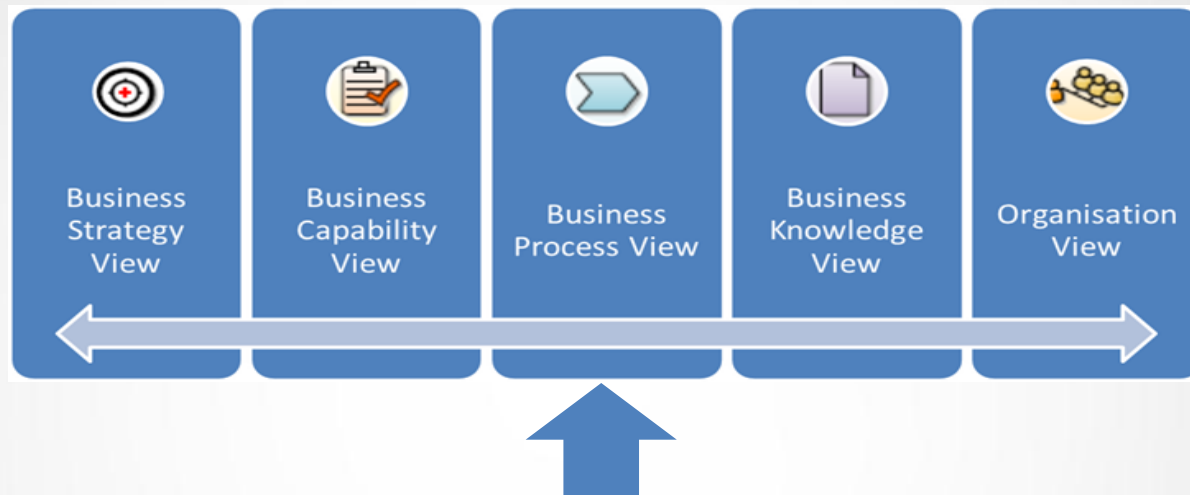 Business
Strategy
View
Business
Capability
View
Business
Process View
Business
Knowledge
View
Organisation
View